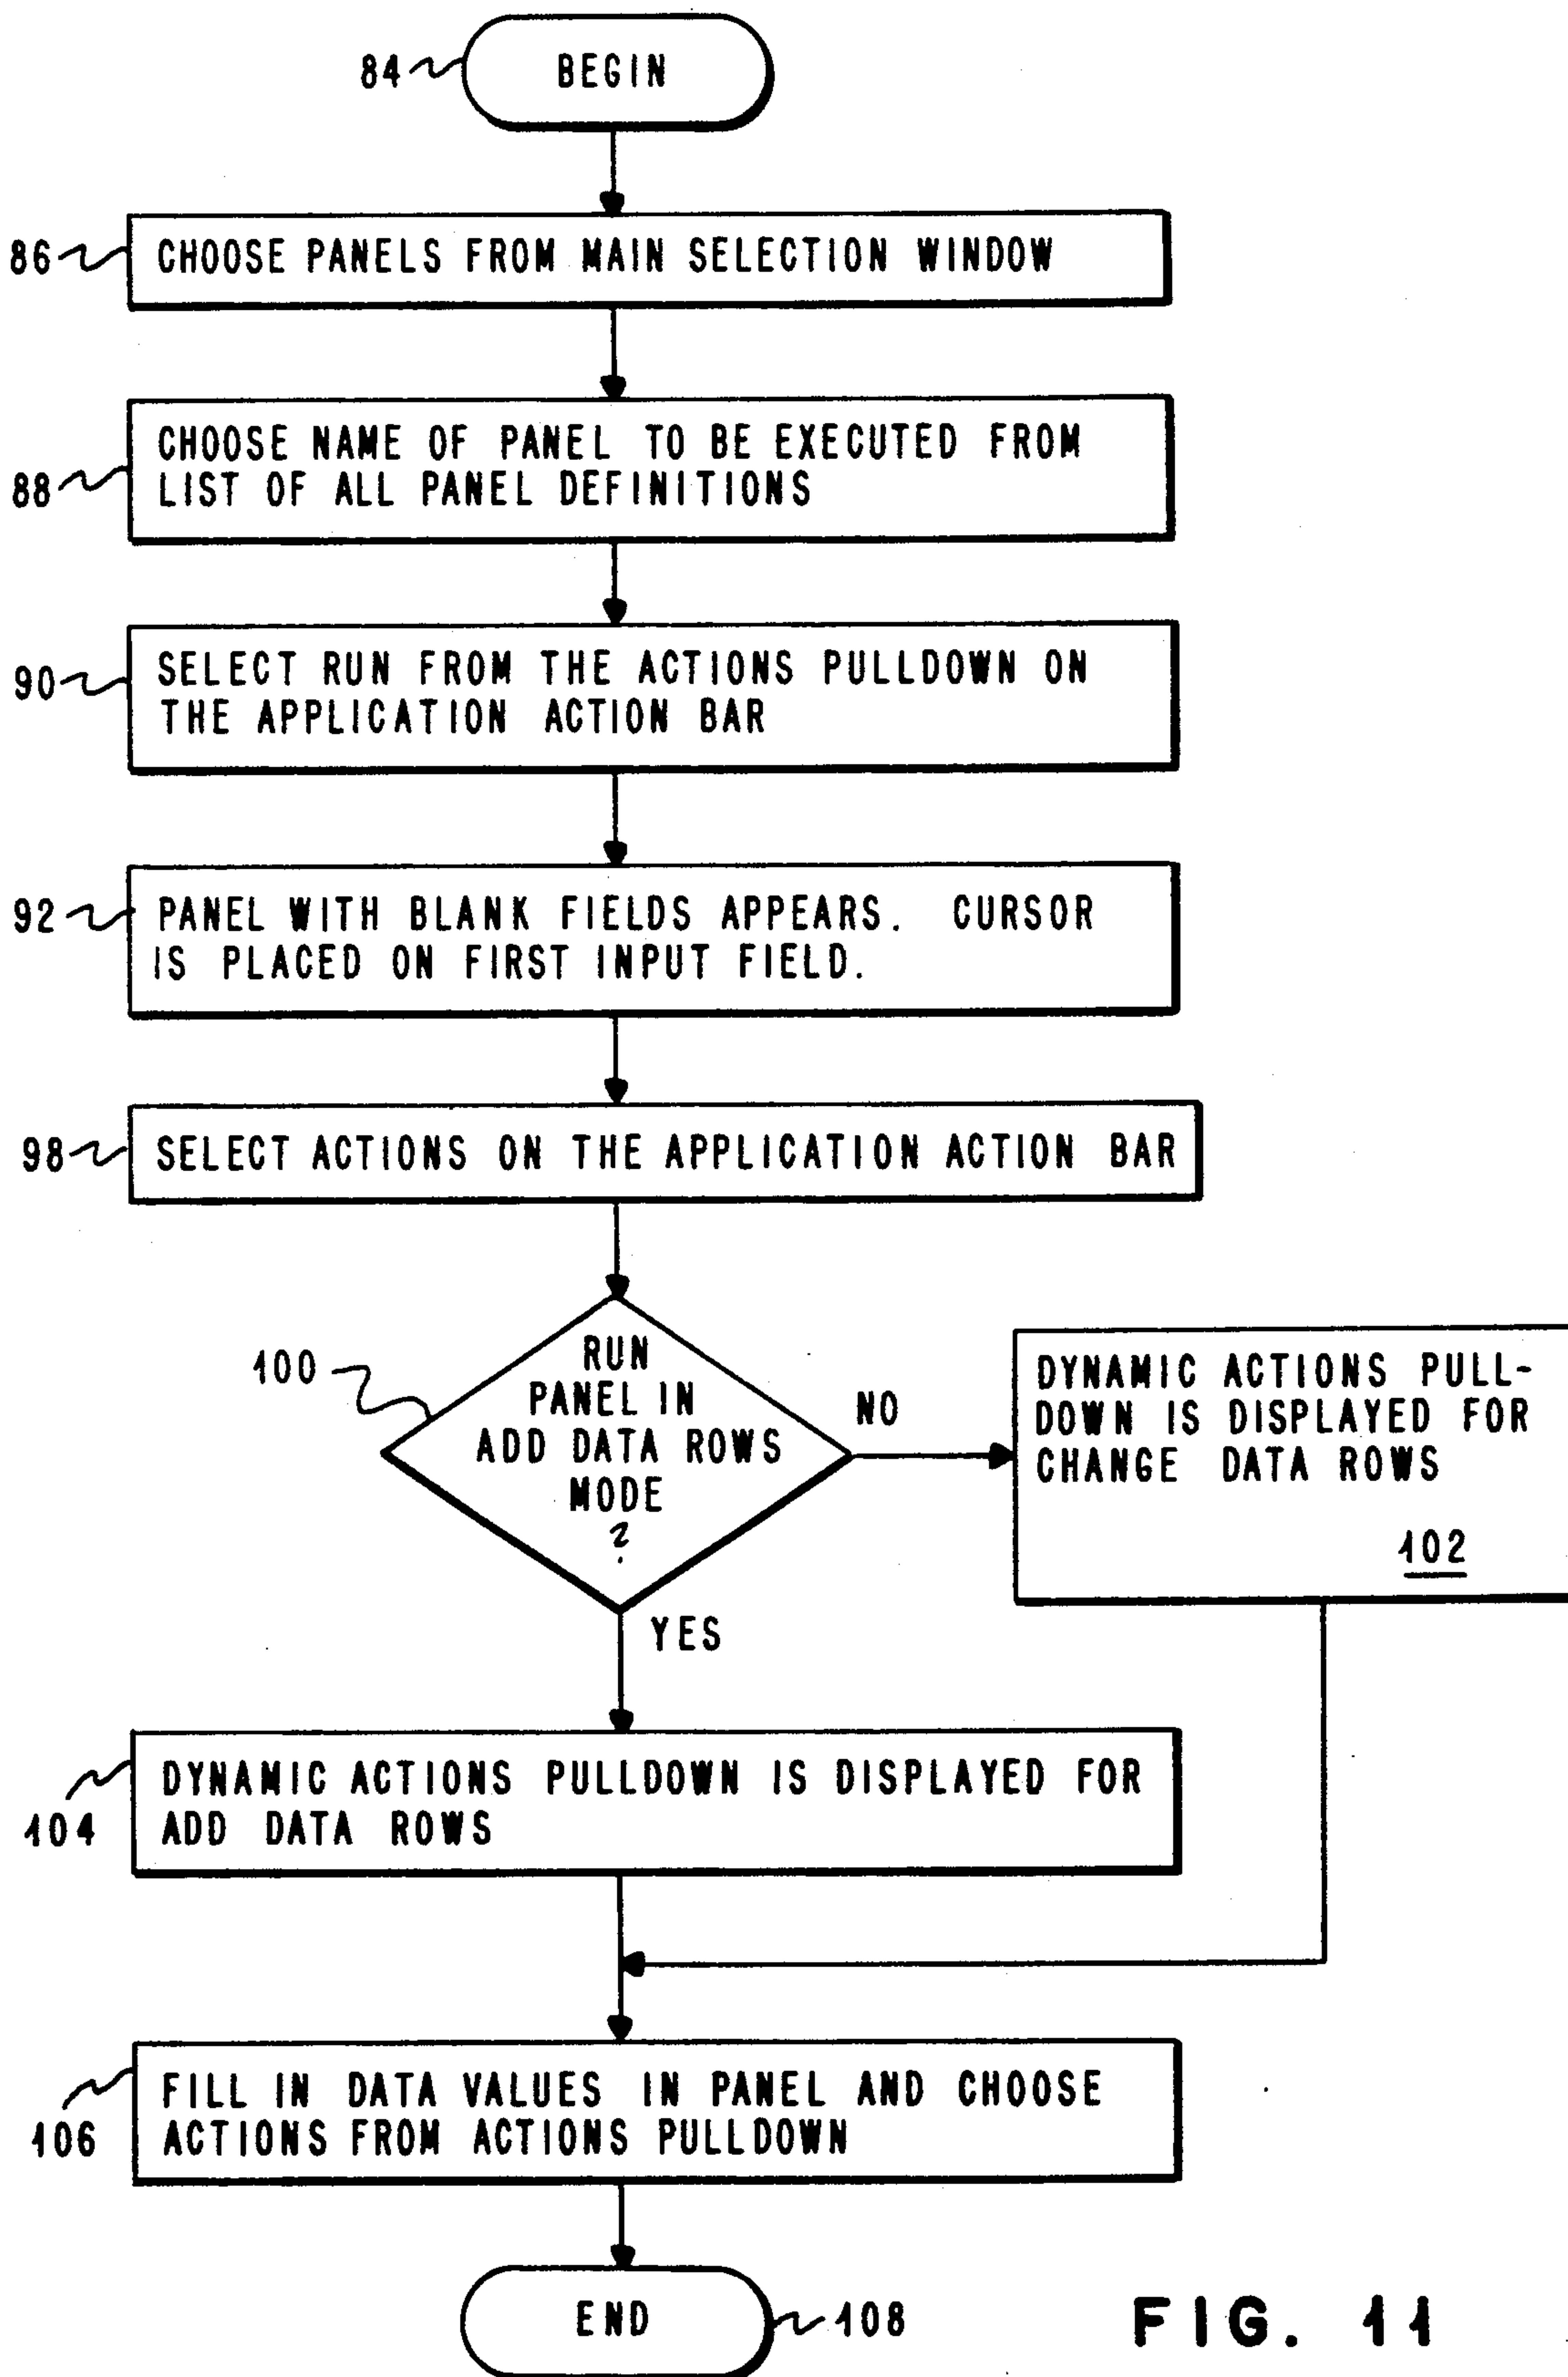 84
BEGIN
86
CHOOSE PANELS FROM MAIN SELECTION WINDOW
88
CHOOSE NAME OF PANEL TO BE EXECUTED FROM
LIST OF ALL PANEL DEFINITIONS
90
SELECT RUN FROM THE ACTIONS PULLDOWN ON
THE APPLICATION ACTION BAR
92
PANEL WITH BLANK FIELDS APPEARS. CURSOR
IS PLACED ON FIRST INPUT FIELD.
98
SELECT ACTIONS ON THE APPLICATION ACTION BAR
100
RUN
PANEL IN
ADD DATA ROWS
MODE
?
NO
DYNAMIC ACTIONS PULL-
DOWN IS DISPLAYED FOR
CHANGE DATA ROWS
102
YES
104
DYNAMIC ACTIONS PULLDOWN IS DISPLAYED FOR
ADD DATA ROWS
106
FILL IN DATA VALUES IN PANEL AND CHOOSE
ACTIONS FROM ACTIONS PULLDOWN
END
108
FIG. 11